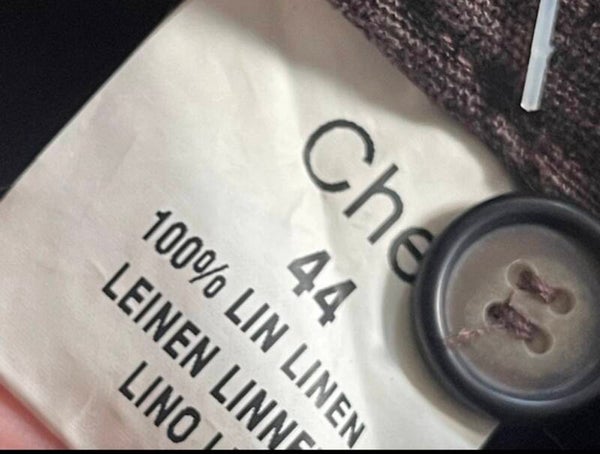 Che
44
100% LIN LINEN
LEINEN LINNE
LINO L